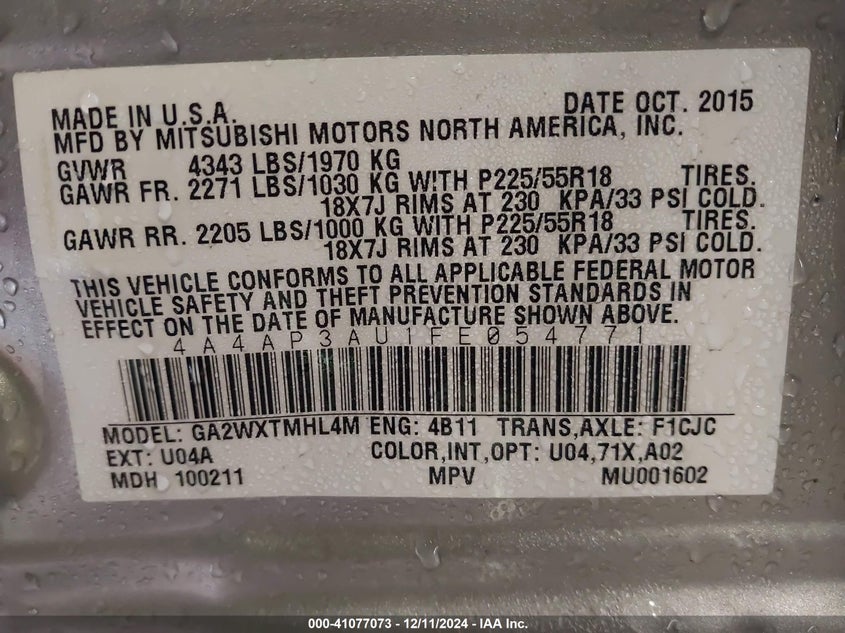 MADE IN U.S.A. DATE OCT. 2015
MFD BY MITSUBISHI MOTORS NORTH AMERICA, INC.
GVWR 4343 LBS/1970 KG
GAWR FR. 2271 LBS/1030 KG WITH P225/55R18 TIRES.
18X7J RIMS AT 230 KPA/33 PSI COLD.
GAWR RR. 2205 LBS/1000 KG WITH P225/55R18 TIRES.
18X7J RIMS AT 230 KPA/33 PSI COLD.
THIS VEHICLE CONFORMS TO ALL APPLICABLE FEDERAL MOTOR
VEHICLE SAFETY AND THEFT PREVENTION STANDARDS IN
EFFECT ON THE DATE OF MANUFACTURE SHOWN ABOVE.
4A4AP3AU1FE054771
MODEL: GA2WXTMHL4M ENG: 4B11 TRANS,AXLE: F1CJC
EXT: U04A COLOR,INT,OPT: U04,71X,A02
MDH 100211 MPV MU001602
000-41077073 - 12/11/2024 - IAA Inc.